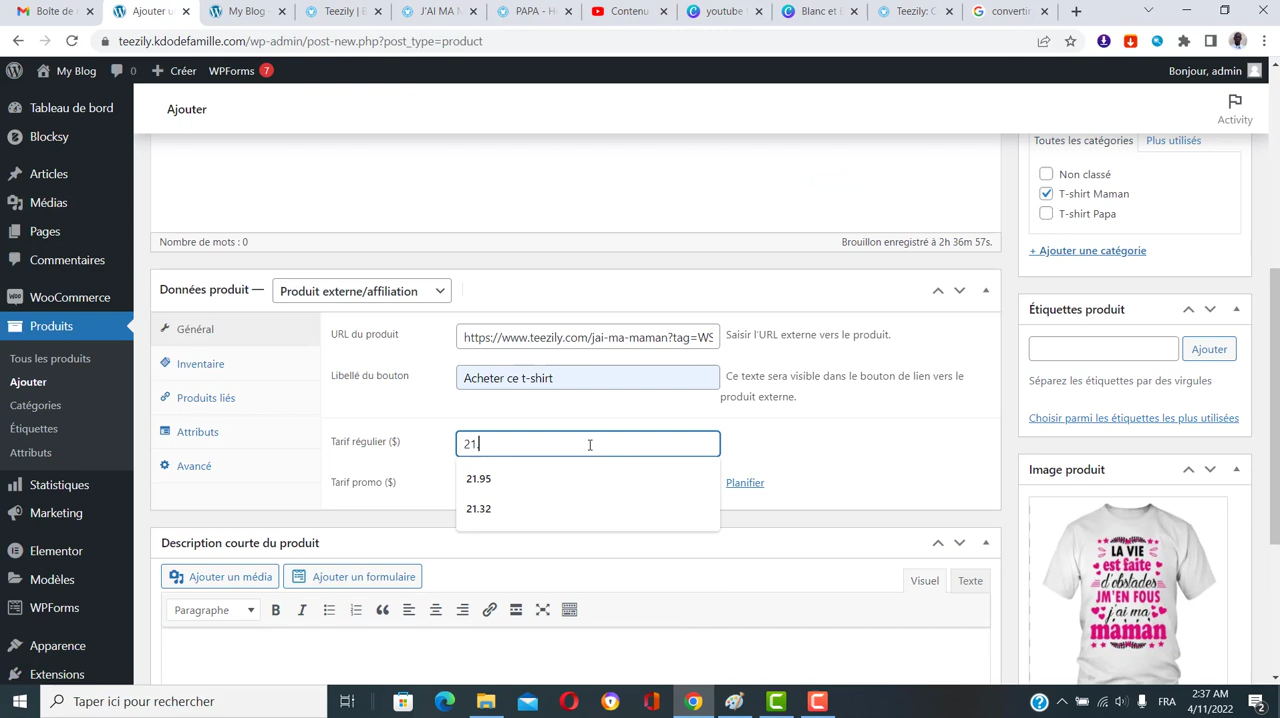 Boîte de
Ajouter u
My Blog -
Teezily | B
J'AI MA M
PAPA -
Contenu
youtube
Blanc et B
Teezily: C
converti
teezily.kdodefamille.com/wp-admin/post-new.php?post_type=product
My Blog 0 Créer WPForms 7 Bonjour, admin
Tableau de bord
Blocksy
Articles
Médias
Pages
Commentaires
WooCommerce
Produits
Tous les produits
Ajouter
Catégories
Étiquettes
Attributs
Statistiques
Marketing
Elementor
Modèles
WPForms
Apparence
Extensions
Ajouter
Activity
Nombre de mots : 0 Brouillon enregistré à 2h 36m 57s.
Données produit — Produit externe/affiliation
Général
Inventaire
Produits liés
Attributs
Avancé
URL du produit https://www.teezily.com/jai-ma-maman?tag=WS Saisir l'URL externe vers le produit.
Libellé du bouton Acheter ce t-shirt Ce texte sera visible dans le bouton de lien vers le
produit externe.
Tarif régulier ($) 21.
21.95
Tarif promo ($) Planifier
21.32
Description courte du produit
Ajouter un média Ajouter un formulaire Visuel Texte
Paragraphe B I
Toutes les catégories Plus utilisés
Non classé
T-shirt Maman
T-shirt Papa
+ Ajouter une catégorie
Étiquettes produit
Ajouter
Séparez les étiquettes par des virgules
Choisir parmi les étiquettes les plus utilisées
Image produit
LA VIE
EST faite
d'obstades
JM'EN FOUS
j'ai ma
maman
Taper ici pour rechercher
FRA
2:37 AM
4/11/2022
2